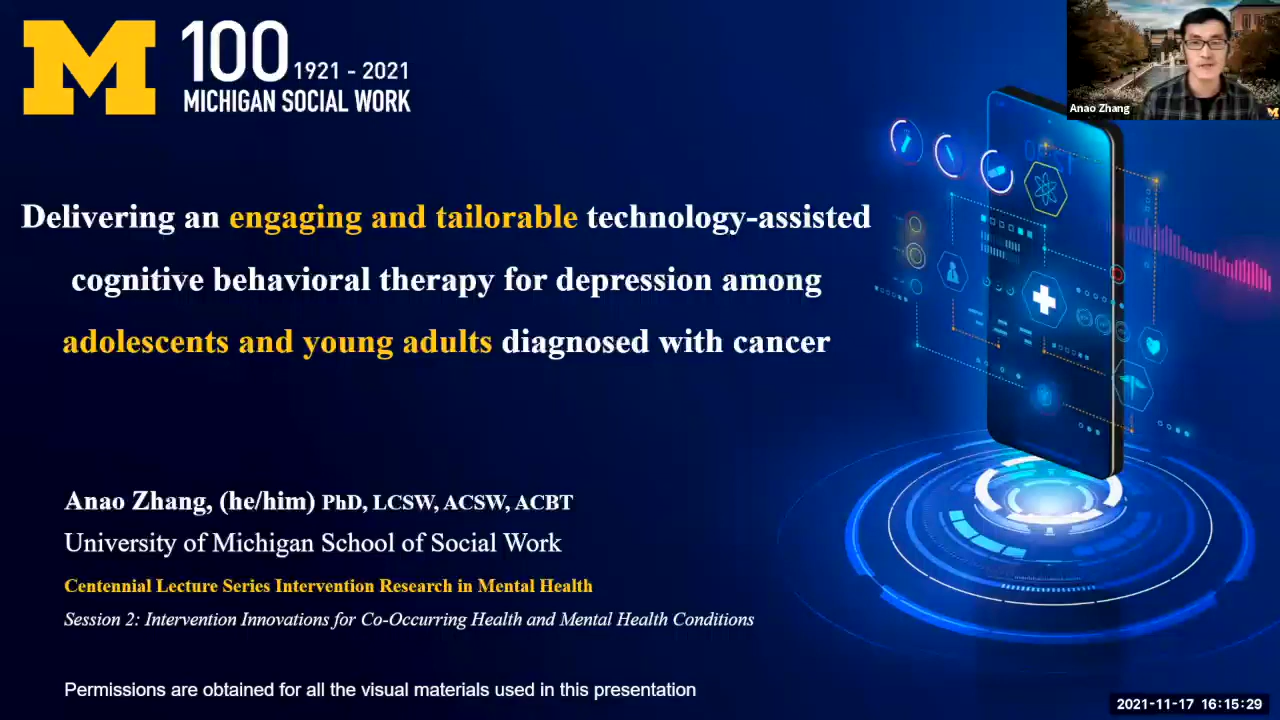 M
100 1921 - 2021
MICHIGAN SOCIAL WORK
Anao Zhang
Delivering an engaging and tailorable technology-assisted
cognitive behavioral therapy for depression among
adolescents and young adults diagnosed with cancer
Anao Zhang, (he/him) PhD, LCSW, ACSW, ACBT
University of Michigan School of Social Work
Centennial Lecture Series Intervention Research in Mental Health
Session 2: Intervention Innovations for Co-Occurring Health and Mental Health Conditions
Permissions are obtained for all the visual materials used in this presentation
2021-11-17 16:15:29